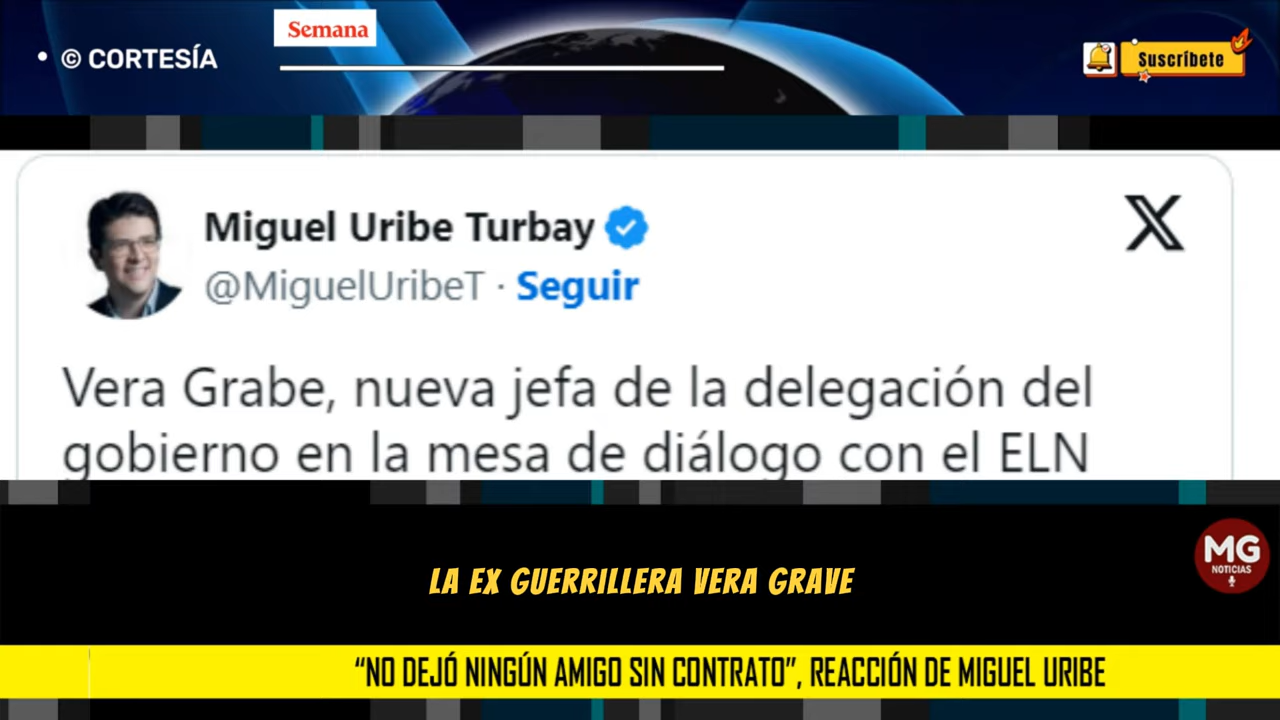 Semana
• © CORTESÍA
Suscríbete
Miguel Uribe Turbay
X
@MiguelUribeT · Seguir
Vera Grabe, nueva jefa de la delegación del
gobierno en la mesa de diálogo con el ELN
MG
NOTICIAS
LA EX GUERRILLERA VERA GRAVE
“NO DEJÓ NINGÚN AMIGO SIN CONTRATO”, REACCIÓN DE MIGUEL URIBE